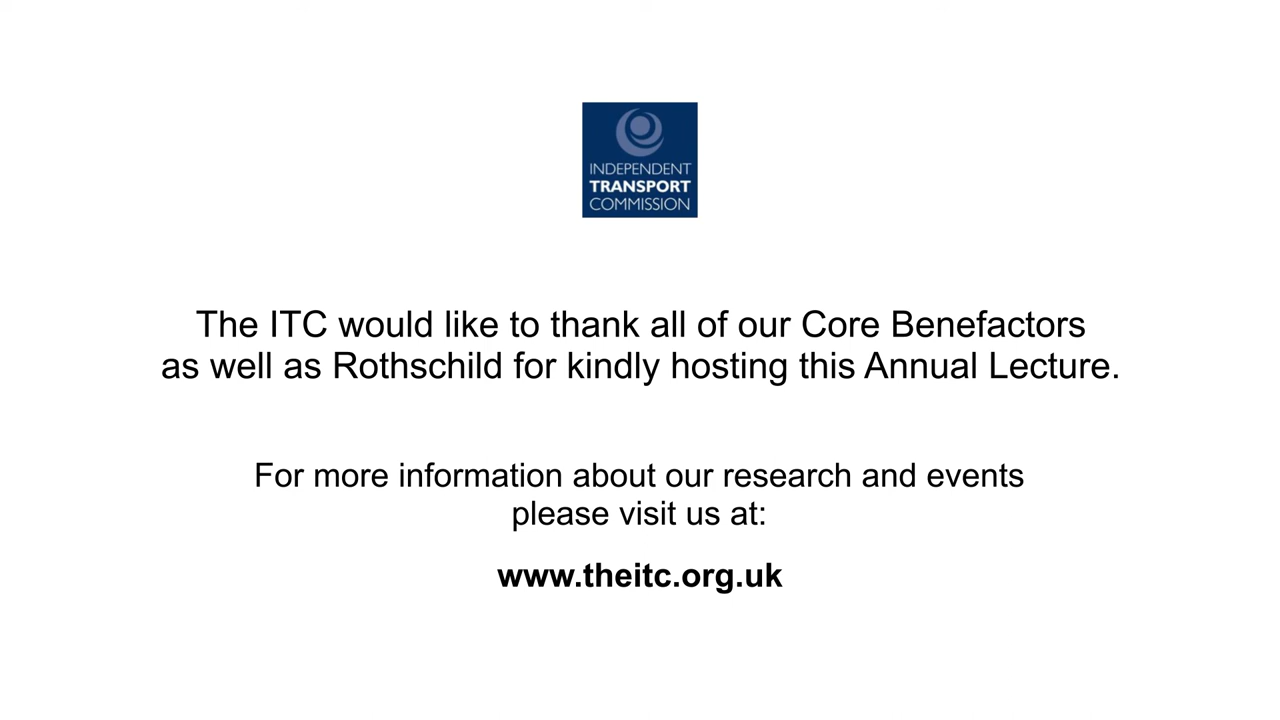 INDEPENDENT
TRANSPORT
COMMISSION
The ITC would like to thank all of our Core Benefactors
as well as Rothschild for kindly hosting this Annual Lecture.
For more information about our research and events
please visit us at:
www.theitc.org.uk